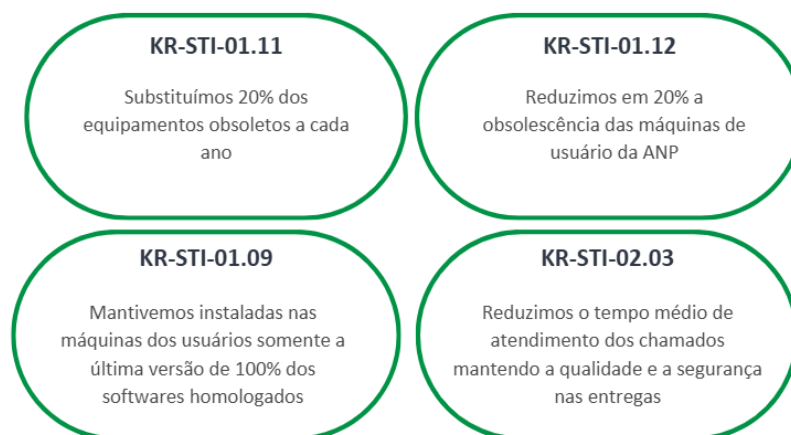 KR-STI-01.11
Substituímos 20% dos
equipamentos obsoletos a cada
ano
KR-STI-01.12
Reduzimos em 20% a
obsolescência das máquinas de
usuário da ANP
KR-STI-01.09
Mantivemos instaladas nas
máquinas dos usuários somente a
última versão de 100% dos
softwares homologados
KR-STI-02.03
Reduzimos o tempo médio de
atendimento dos chamados
mantendo a qualidade e a segurança
nas entregas